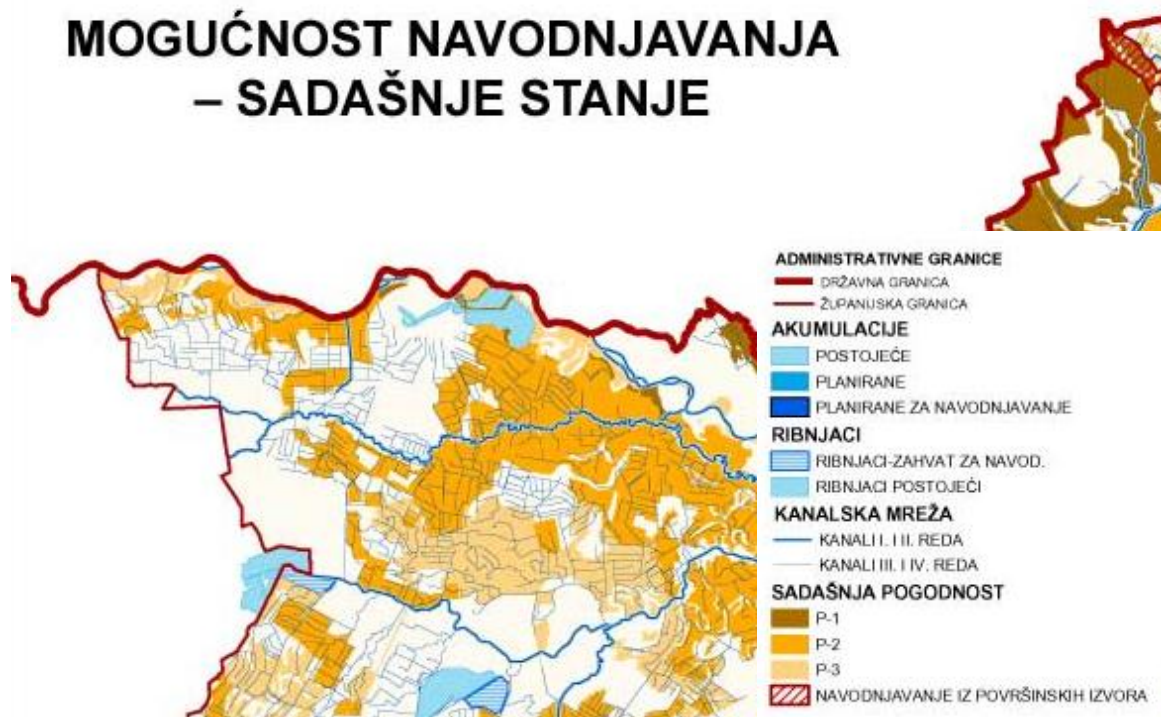 MOGUĆNOST NAVODNJAVANJA
– SADAŠNJE STANJE
ADMINISTRATIVNE GRANICE
DRŽAVNA GRANICA
ŽUPANIJSKA GRANICA
AKUMULACIJE
POSTOJEĆE
PLANIRANE
PLANIRANE ZA NAVODNJAVANJE
RIBNJACI
RIBNJACI-ZAHVAT ZA NAVOD.
RIBNJACI POSTOJEĆI
KANALSKA MREŽA
KANALI I. I II. REDA
KANALI III. I IV. REDA
SADAŠNJA POGODNOST
P-1
P-2
P-3
NAVODNJAVANJE IZ POVRŠINSKIH IZVORA